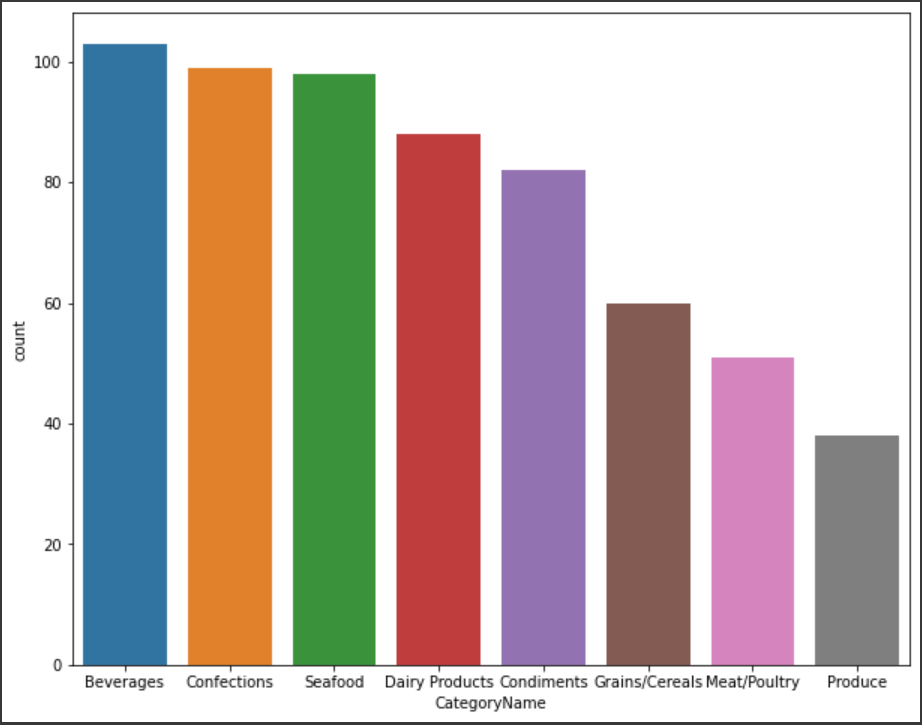 100
80
60
40
20
0
count
Beverages Confections Seafood Dairy Products Condiments Grains/Cereals Meat/Poultry Produce
CategoryName